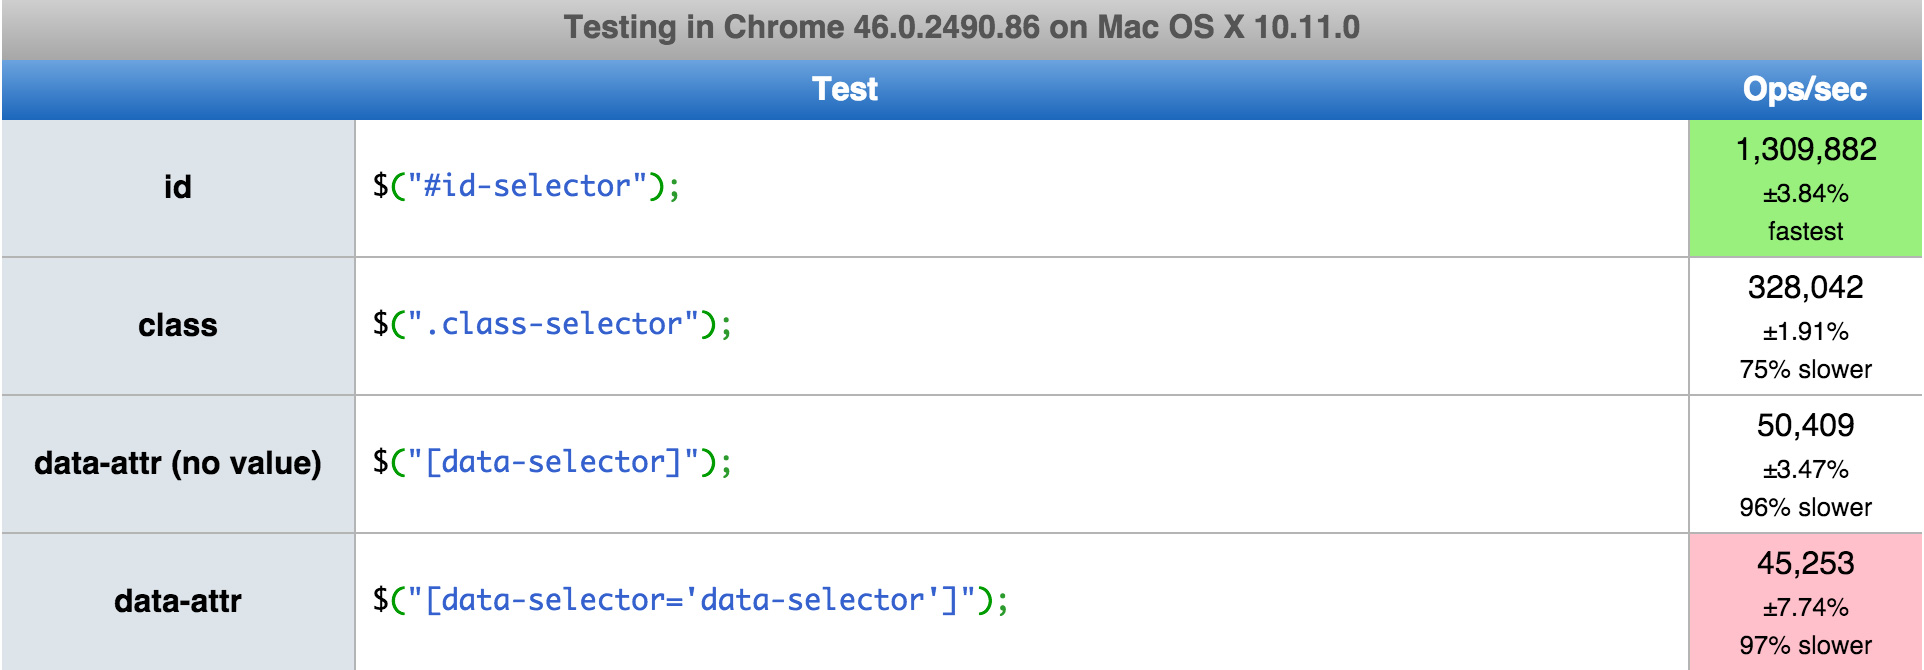 Testing in Chrome 46.0.2490.86 on Mac OS X 10.11.0
Test Ops/sec
id $("#id-selector"); 1,309,882
±3.84%
fastest
class $(".class-selector"); 328,042
±1.91%
75% slower
data-attr (no value) $("[data-selector]"); 50,409
±3.47%
96% slower
data-attr $("[data-selector='data-selector']"); 45,253
±7.74%
97% slower